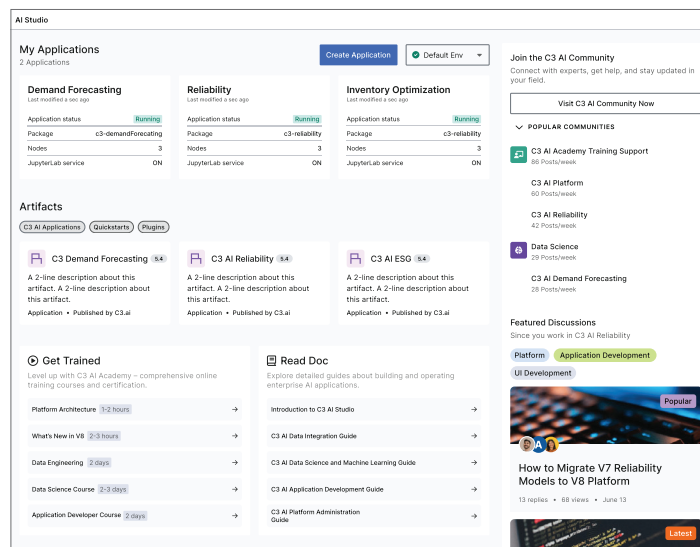 AI Studio
My Applications
2 Applications
Create Application
Default Env
Demand Forecasting
Last modified a sec ago
Application status Running
Package c3-demandForecating
Nodes 3
JupyterLab service ON
Reliability
Last modified a sec ago
Application status Running
Package c3-reliability
Nodes 3
JupyterLab service ON
Inventory Optimization
Last modified a sec ago
Application status Running
Package c3-reliability
Nodes 3
JupyterLab service ON
Artifacts
C3 AI Applications
Quickstarts
Plugins
C3 Demand Forecasting 5.4
A 2-line description about this
artifact. A 2-line description about
this artifact.
Application • Published by C3.ai
C3 AI Reliability 5.4
A 2-line description about this
artifact. A 2-line description about
this artifact.
Application • Published by C3.ai
C3 AI ESG 5.4
A 2-line description about this
artifact. A 2-line description about
this artifact.
Application • Published by C3.ai
Get Trained
Level up with C3 AI Academy – comprehensive online
training courses and certification.
Platform Architecture 1-2 hours
What's New in V8 2-3 hours
Data Engineering 2 days
Data Science Course 2-3 days
Application Developer Course 2 days
Read Doc
Explore detailed guides about building and operating
enterprise AI applications.
Introduction to C3 AI Studio
C3 AI Data Integration Guide
C3 AI Data Science and Machine Learning Guide
C3 AI Application Development Guide
C3 AI Platform Administration
Guide
Join the C3 AI Community
Connect with experts, get help, and stay updated in
your field.
Visit C3 AI Community Now
POPULAR COMMUNITIES
C3 AI Academy Training Support
86 Posts/week
C3 AI Platform
60 Posts/week
C3 AI Reliability
42 Posts/week
Data Science
29 Posts/week
C3 AI Demand Forecasting
28 Posts/week
Featured Discussions
Since you work in C3 AI Reliability
Platform
Application Development
UI Development
Popular
A
How to Migrate V7 Reliability
Models to V8 Platform
13 replies • 68 views • June 13
Latest